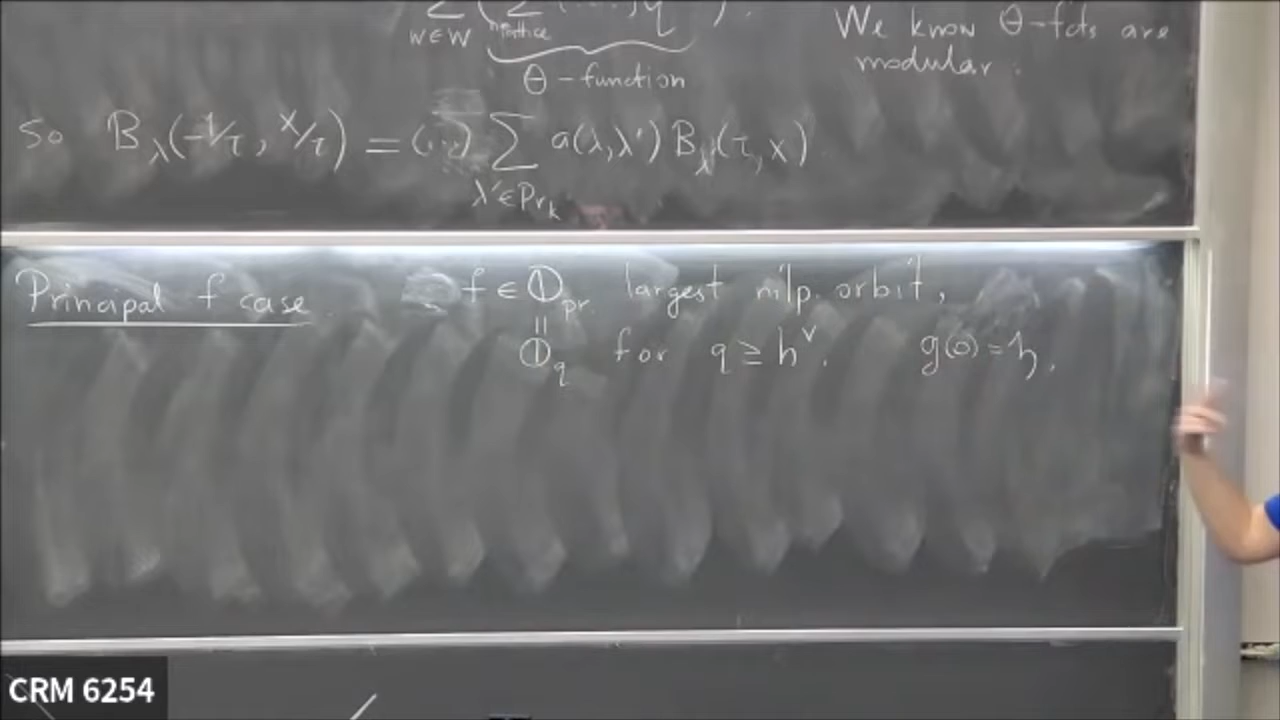 We know θ-fcts are
modular.
w∈W
lattice
θ-function
So B_λ(-1/τ, x/τ) = (...) ∑ a(λ,λ') B_λ'(τ,x)
λ'∈Pr_k
Principal f case. f ∈ 𝕆_pr. largest nilp. orbit,
||
𝕆_q for q ≥ h^∨. g(0) = 𝔥.
CRM 6254